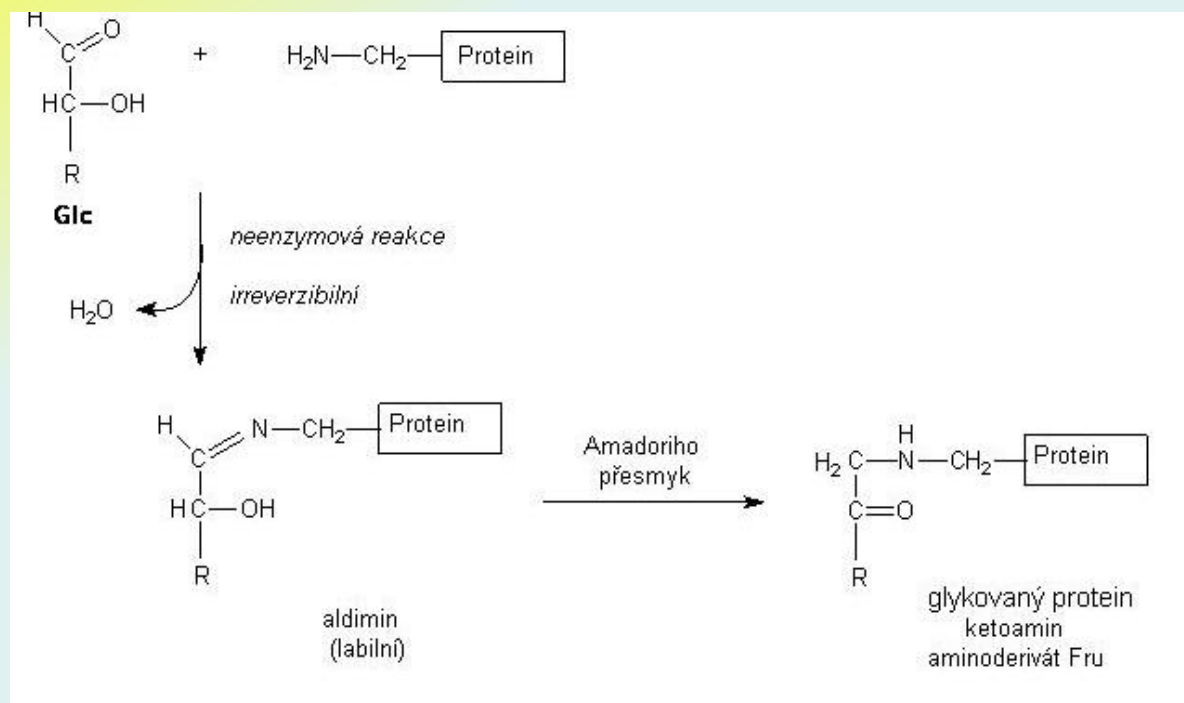 H
C
O
+
H₂N—CH₂—
Protein
HC—OH
R
Glc
neenzymová reakce
H₂O
irreverzibilní
H
C
N—CH₂—
Protein
HC—OH
R
aldimin
(labilní)
Amadoriho
přesmyk
H
H₂C—N—CH₂—
Protein
C=O
R
glykovaný protein
ketoamin
aminoderivát Fru